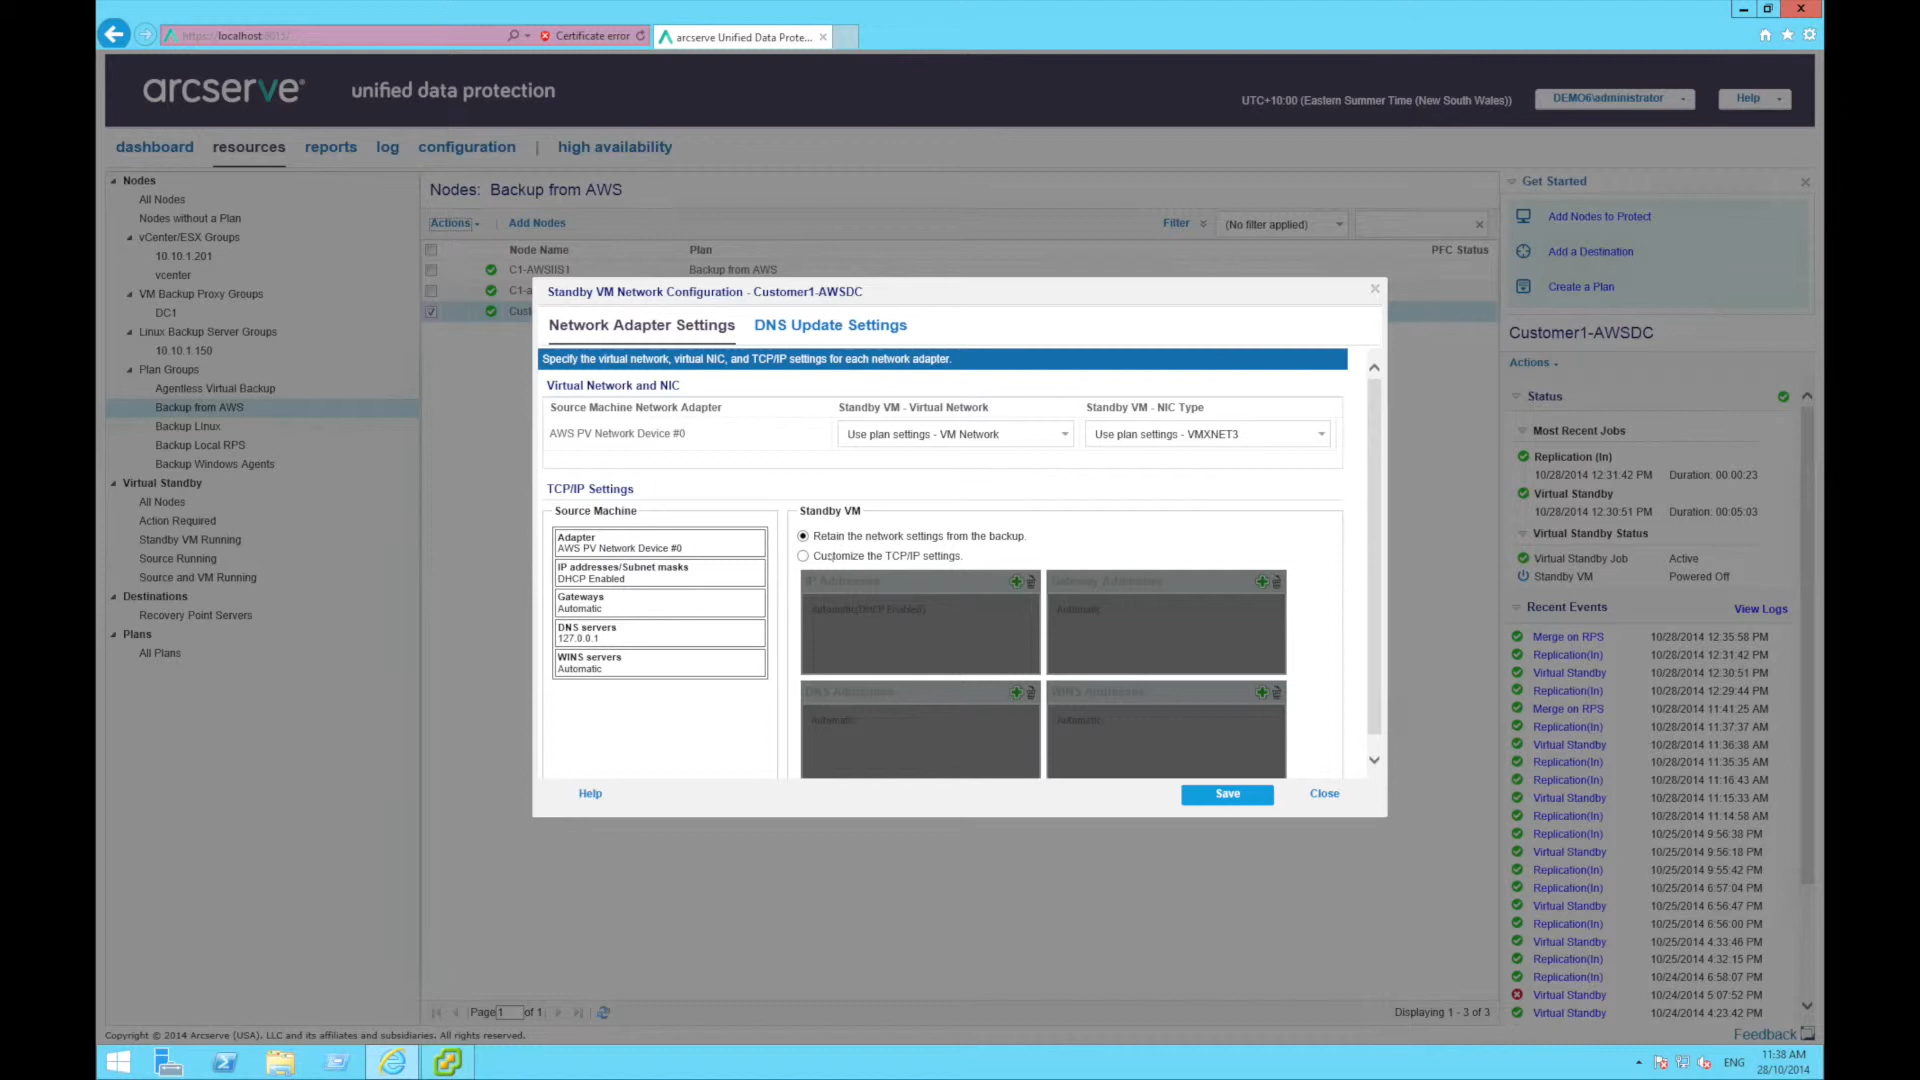 https://localhost:8015/
Certificate error
arcserve Unified Data Prote...
arcserve
unified data protection
UTC+10:00 (Eastern Summer Time (New South Wales))
DEMO6\administrator
Help
dashboard
resources
reports
log
configuration
|
high availability
Nodes
All Nodes
Nodes without a Plan
vCenter/ESX Groups
10.10.1.201
vcenter
VM Backup Proxy Groups
DC1
Linux Backup Server Groups
10.10.1.150
Plan Groups
Agentless Virtual Backup
Backup from AWS
Backup Linux
Backup Local RPS
Backup Windows Agents
Virtual Standby
All Nodes
Action Required
Standby VM Running
Source Running
Source and VM Running
Destinations
Recovery Point Servers
Plans
All Plans
Nodes: Backup from AWS
Actions
Add Nodes
Filter
(No filter applied)
Node Name
Plan
PFC Status
C1-AWSIIS1
Backup from AWS
C1-a
Cust
Standby VM Network Configuration - Customer1-AWSDC
Network Adapter Settings
DNS Update Settings
Specify the virtual network, virtual NIC, and TCP/IP settings for each network adapter.
Virtual Network and NIC
Source Machine Network Adapter
Standby VM - Virtual Network
Standby VM - NIC Type
AWS PV Network Device #0
Use plan settings - VM Network
Use plan settings - VMXNET3
TCP/IP Settings
Source Machine
Adapter
AWS PV Network Device #0
IP addresses/Subnet masks
DHCP Enabled
Gateways
Automatic
DNS servers
127.0.0.1
WINS servers
Automatic
Standby VM
Retain the network settings from the backup.
Customize the TCP/IP settings.
IP Addresses
Automatic(DHCP Enabled)
Gateway Addresses
Automatic
DNS Addresses
Automatic
WINS Addresses
Automatic
Help
Save
Close
Page 1 of 1
Displaying 1 - 3 of 3
Get Started
Add Nodes to Protect
Add a Destination
Create a Plan
Customer1-AWSDC
Actions
Status
Most Recent Jobs
Replication (In)
10/28/2014 12:31:42 PM Duration: 00:00:23
Virtual Standby
10/28/2014 12:30:51 PM Duration: 00:05:03
Virtual Standby Status
Virtual Standby Job Active
Standby VM Powered Off
Recent Events View Logs
Merge on RPS 10/28/2014 12:35:58 PM
Replication(In) 10/28/2014 12:31:42 PM
Virtual Standby 10/28/2014 12:30:51 PM
Replication(In) 10/28/2014 12:29:44 PM
Merge on RPS 10/28/2014 11:41:25 AM
Replication(In) 10/28/2014 11:37:37 AM
Virtual Standby 10/28/2014 11:36:38 AM
Replication(In) 10/28/2014 11:35:35 AM
Replication(In) 10/28/2014 11:16:43 AM
Virtual Standby 10/28/2014 11:15:33 AM
Replication(In) 10/28/2014 11:14:58 AM
Replication(In) 10/25/2014 9:56:38 PM
Virtual Standby 10/25/2014 9:56:18 PM
Replication(In) 10/25/2014 9:55:42 PM
Replication(In) 10/25/2014 6:57:04 PM
Virtual Standby 10/25/2014 6:56:47 PM
Replication(In) 10/25/2014 6:56:00 PM
Virtual Standby 10/25/2014 4:33:46 PM
Replication(In) 10/25/2014 4:32:15 PM
Replication(In) 10/24/2014 6:58:07 PM
Virtual Standby 10/24/2014 5:07:52 PM
Virtual Standby 10/24/2014 4:23:42 PM
Copyright © 2014 Arcserve (USA), LLC and its affiliates and subsidiaries. All rights reserved.
Feedback
ENG
11:38 AM
28/10/2014